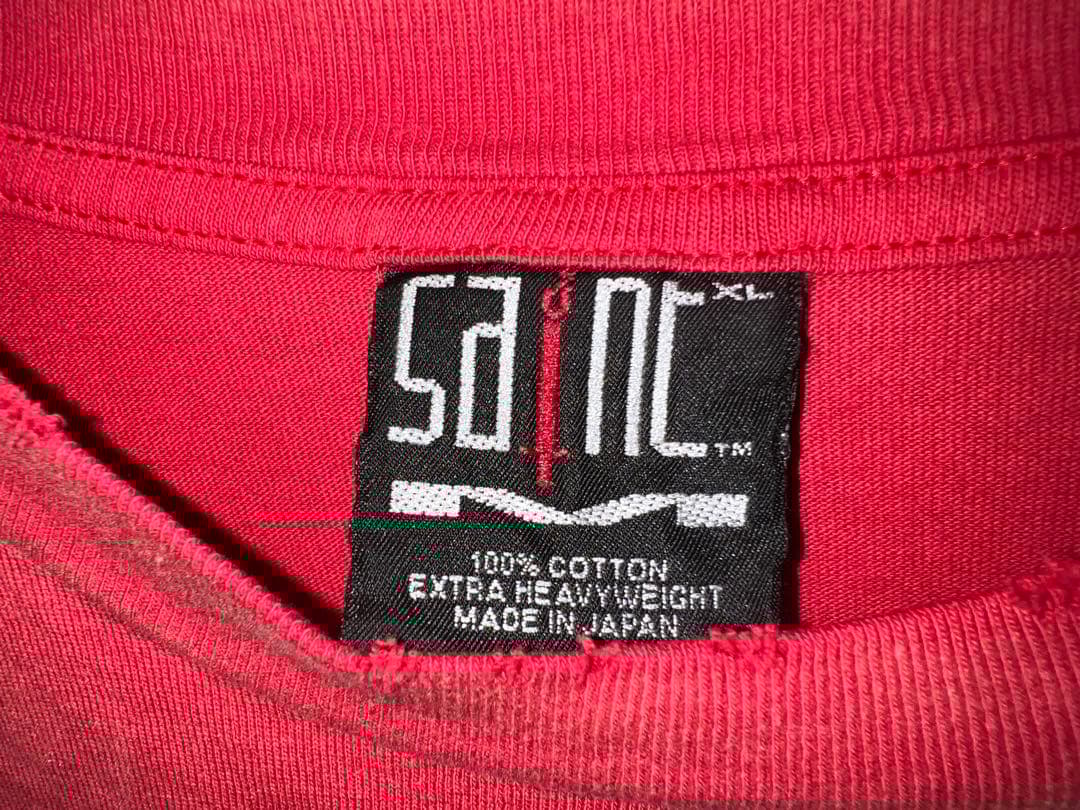 saint XL
TM
M
100% COTTON
EXTRA HEAVYWEIGHT
MADE IN JAPAN